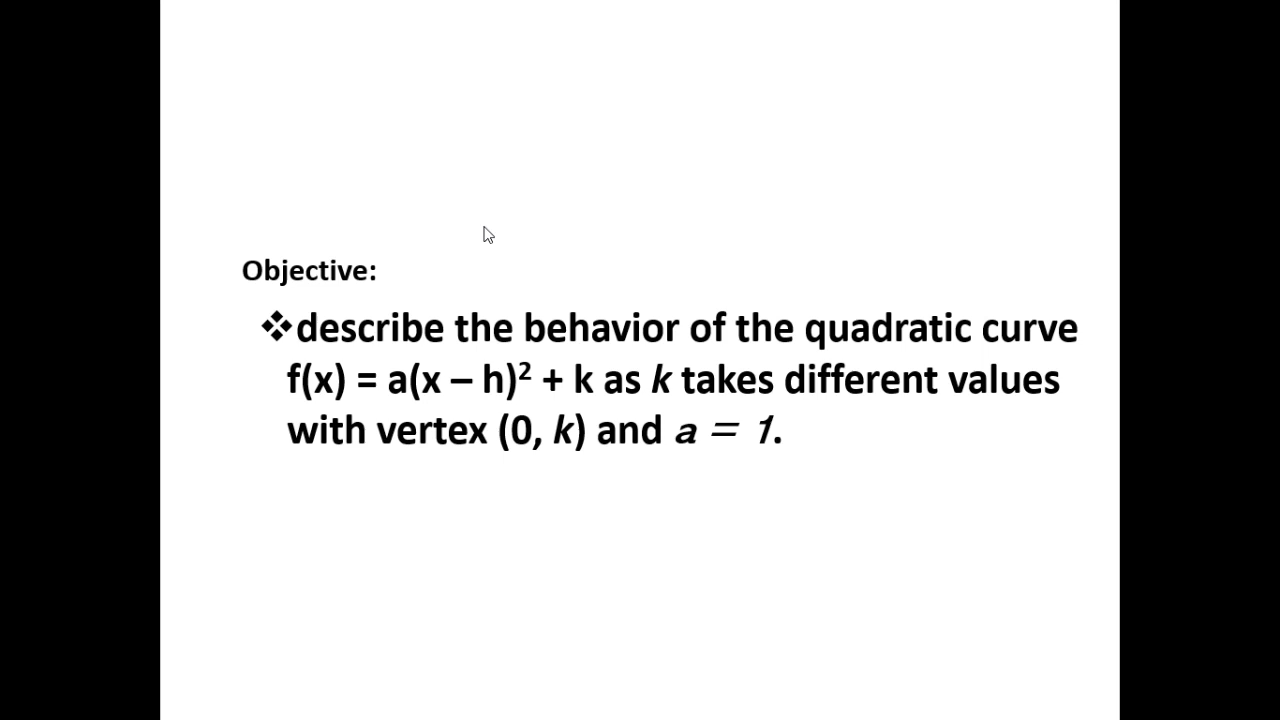 Objective:
❖describe the behavior of the quadratic curve
f(x) = a(x – h)² + k as k takes different values
with vertex (0, k) and a = 1.